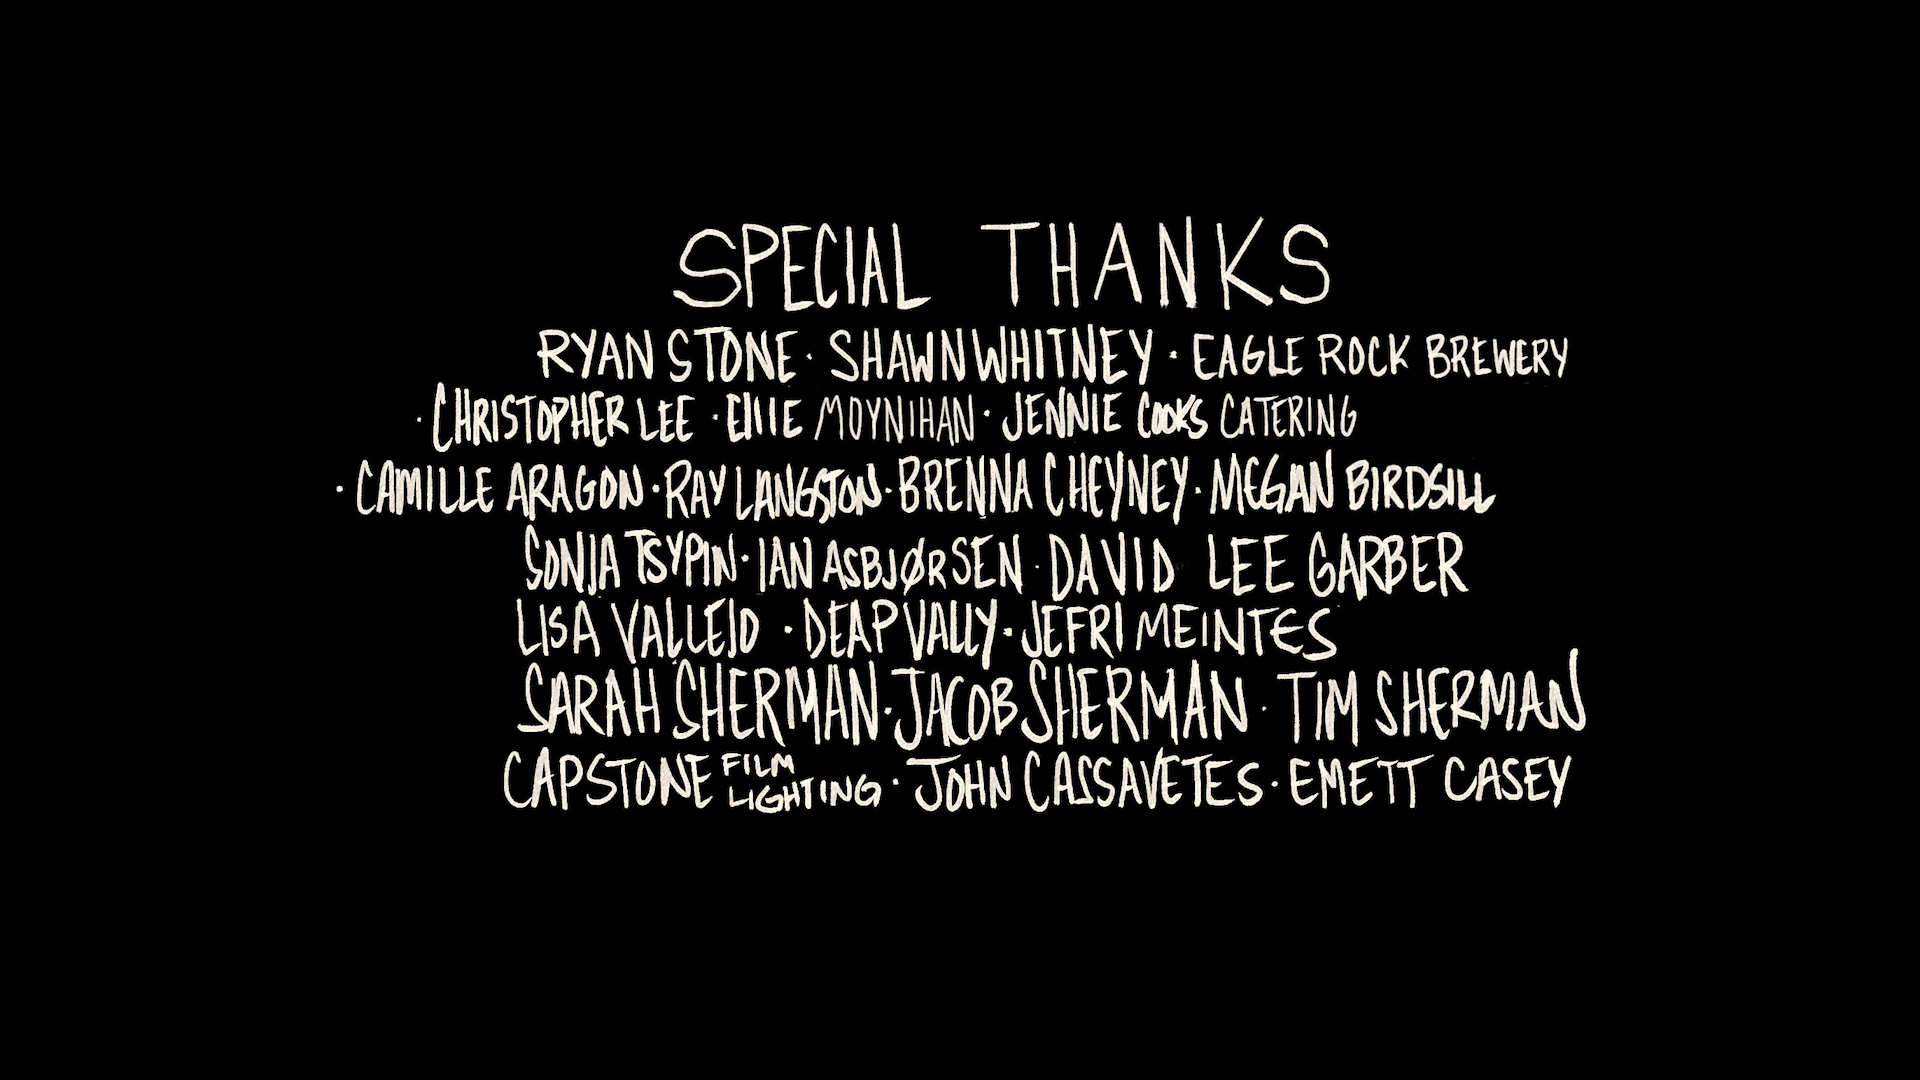 SPECIAL THANKS
RYAN STONE · SHAWN WHITNEY · EAGLE ROCK BREWERY
· CHRISTOPHER LEE · EllIE MOYNIHAN · JENNIE COOKS CATERING
· CAMILLE ARAGON · RAY LANGSTON · BRENNA CHEYNEY · MEGAN BIRDSILL
SONJA TSYPIN · IAN ASBJØRSEN · DAVID LEE GARBER
LISA VALLEJO · DEAP VALLY · JEFRI MEINTES
SARAH SHERMAN · JACOB SHERMAN · TIM SHERMAN
CAPSTONE FILM LIGHTING · JOHN CASSAVETES · EMETT CASEY